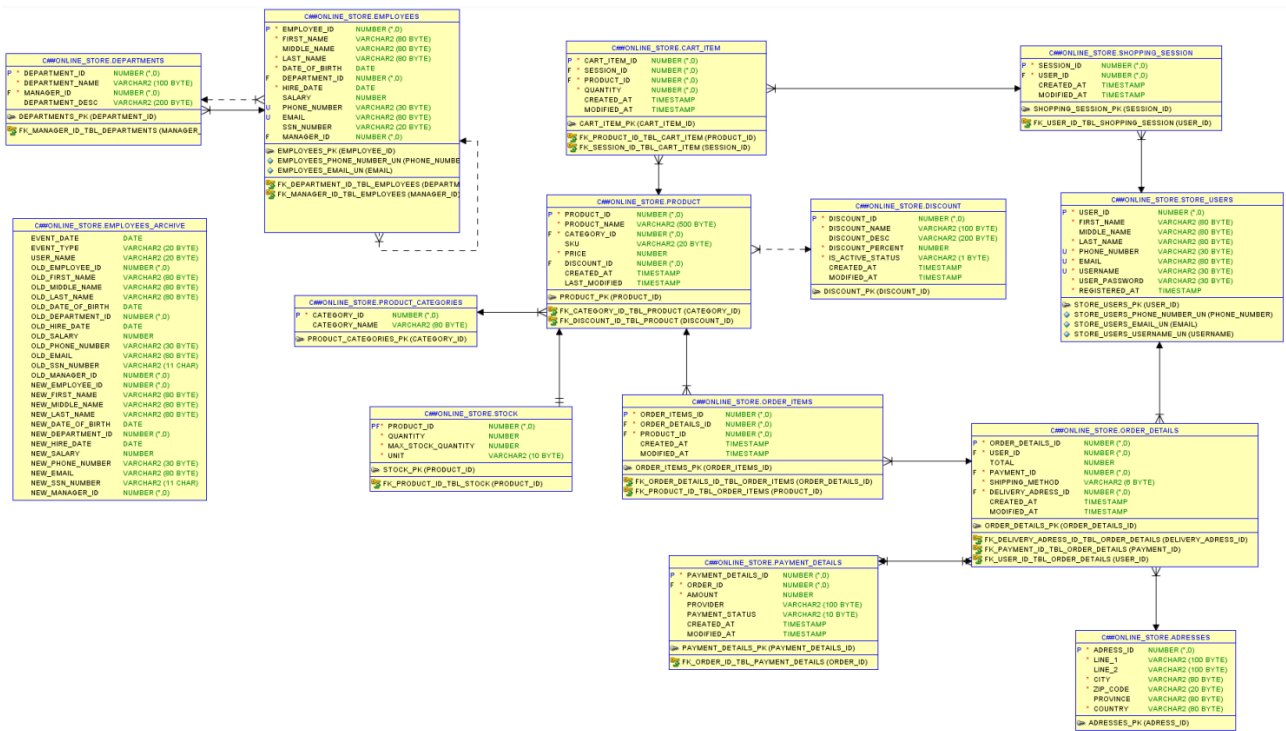 C##ONLINE_STORE.EMPLOYEES
P * EMPLOYEE_ID NUMBER (*,0)
* FIRST_NAME VARCHAR2 (80 BYTE)
MIDDLE_NAME VARCHAR2 (80 BYTE)
* LAST_NAME VARCHAR2 (80 BYTE)
* DATE_OF_BIRTH DATE
F DEPARTMENT_ID NUMBER (*,0)
* HIRE_DATE DATE
SALARY NUMBER
U PHONE_NUMBER VARCHAR2 (30 BYTE)
U EMAIL VARCHAR2 (80 BYTE)
SSN_NUMBER VARCHAR2 (20 BYTE)
F MANAGER_ID NUMBER (*,0)
EMPLOYEES_PK (EMPLOYEE_ID)
EMPLOYEES_PHONE_NUMBER_UN (PHONE_NUMBE
EMPLOYEES_EMAIL_UN (EMAIL)
FK_DEPARTMENT_ID_TBL_EMPLOYEES (DEPARTM
FK_MANAGER_ID_TBL_EMPLOYEES (MANAGER_ID)
C##ONLINE_STORE.DEPARTMENTS
P * DEPARTMENT_ID NUMBER (*,0)
* DEPARTMENT_NAME VARCHAR2 (100 BYTE)
F * MANAGER_ID NUMBER (*,0)
DEPARTMENT_DESC VARCHAR2 (200 BYTE)
DEPARTMENTS_PK (DEPARTMENT_ID)
FK_MANAGER_ID_TBL_DEPARTMENTS (MANAGER_
C##ONLINE_STORE.CART_ITEM
P * CART_ITEM_ID NUMBER (*,0)
F * SESSION_ID NUMBER (*,0)
F * PRODUCT_ID NUMBER (*,0)
* QUANTITY NUMBER (*,0)
CREATED_AT TIMESTAMP
MODIFIED_AT TIMESTAMP
CART_ITEM_PK (CART_ITEM_ID)
FK_PRODUCT_ID_TBL_CART_ITEM (PRODUCT_ID)
FK_SESSION_ID_TBL_CART_ITEM (SESSION_ID)
C##ONLINE_STORE.SHOPPING_SESSION
P * SESSION_ID NUMBER (*,0)
F * USER_ID NUMBER (*,0)
CREATED_AT TIMESTAMP
MODIFIED_AT TIMESTAMP
SHOPPING_SESSION_PK (SESSION_ID)
FK_USER_ID_TBL_SHOPPING_SESSION (USER_ID)
C##ONLINE_STORE.EMPLOYEES_ARCHIVE
EVENT_DATE DATE
EVENT_TYPE VARCHAR2 (20 BYTE)
USER_NAME VARCHAR2 (20 BYTE)
OLD_EMPLOYEE_ID NUMBER (*,0)
OLD_FIRST_NAME VARCHAR2 (80 BYTE)
OLD_MIDDLE_NAME VARCHAR2 (80 BYTE)
OLD_LAST_NAME VARCHAR2 (80 BYTE)
OLD_DATE_OF_BIRTH DATE
OLD_DEPARTMENT_ID NUMBER (*,0)
OLD_HIRE_DATE DATE
OLD_SALARY NUMBER
OLD_PHONE_NUMBER VARCHAR2 (30 BYTE)
OLD_EMAIL VARCHAR2 (80 BYTE)
OLD_SSN_NUMBER VARCHAR2 (11 CHAR)
OLD_MANAGER_ID NUMBER (*,0)
NEW_EMPLOYEE_ID NUMBER (*,0)
NEW_FIRST_NAME VARCHAR2 (80 BYTE)
NEW_MIDDLE_NAME VARCHAR2 (80 BYTE)
NEW_LAST_NAME VARCHAR2 (80 BYTE)
NEW_DATE_OF_BIRTH DATE
NEW_DEPARTMENT_ID NUMBER (*,0)
NEW_HIRE_DATE DATE
NEW_SALARY NUMBER
NEW_PHONE_NUMBER VARCHAR2 (30 BYTE)
NEW_EMAIL VARCHAR2 (80 BYTE)
NEW_SSN_NUMBER VARCHAR2 (11 CHAR)
NEW_MANAGER_ID NUMBER (*,0)
C##ONLINE_STORE.PRODUCT
P * PRODUCT_ID NUMBER (*,0)
* PRODUCT_NAME VARCHAR2 (500 BYTE)
F * CATEGORY_ID NUMBER (*,0)
SKU VARCHAR2 (20 BYTE)
* PRICE NUMBER
F DISCOUNT_ID NUMBER (*,0)
CREATED_AT TIMESTAMP
LAST_MODIFIED TIMESTAMP
PRODUCT_PK (PRODUCT_ID)
FK_CATEGORY_ID_TBL_PRODUCT (CATEGORY_ID)
FK_DISCOUNT_ID_TBL_PRODUCT (DISCOUNT_ID)
C##ONLINE_STORE.DISCOUNT
P * DISCOUNT_ID NUMBER (*,0)
* DISCOUNT_NAME VARCHAR2 (100 BYTE)
DISCOUNT_DESC VARCHAR2 (200 BYTE)
* DISCOUNT_PERCENT NUMBER
* IS_ACTIVE_STATUS VARCHAR2 (1 BYTE)
CREATED_AT TIMESTAMP
MODIFIED_AT TIMESTAMP
DISCOUNT_PK (DISCOUNT_ID)
C##ONLINE_STORE.STORE_USERS
P * USER_ID NUMBER (*,0)
* FIRST_NAME VARCHAR2 (80 BYTE)
MIDDLE_NAME VARCHAR2 (80 BYTE)
* LAST_NAME VARCHAR2 (80 BYTE)
U * PHONE_NUMBER VARCHAR2 (30 BYTE)
U * EMAIL VARCHAR2 (80 BYTE)
U * USERNAME VARCHAR2 (30 BYTE)
* USER_PASSWORD VARCHAR2 (30 BYTE)
* REGISTERED_AT TIMESTAMP
STORE_USERS_PK (USER_ID)
STORE_USERS_PHONE_NUMBER_UN (PHONE_NUMBER)
STORE_USERS_EMAIL_UN (EMAIL)
STORE_USERS_USERNAME_UN (USERNAME)
C##ONLINE_STORE.PRODUCT_CATEGORIES
P * CATEGORY_ID NUMBER (*,0)
CATEGORY_NAME VARCHAR2 (80 BYTE)
PRODUCT_CATEGORIES_PK (CATEGORY_ID)
C##ONLINE_STORE.STOCK
PF* PRODUCT_ID NUMBER (*,0)
* QUANTITY NUMBER
* MAX_STOCK_QUANTITY NUMBER
* UNIT VARCHAR2 (10 BYTE)
STOCK_PK (PRODUCT_ID)
FK_PRODUCT_ID_TBL_STOCK (PRODUCT_ID)
C##ONLINE_STORE.ORDER_ITEMS
P * ORDER_ITEMS_ID NUMBER (*,0)
F * ORDER_DETAILS_ID NUMBER (*,0)
F * PRODUCT_ID NUMBER (*,0)
CREATED_AT TIMESTAMP
MODIFIED_AT TIMESTAMP
ORDER_ITEMS_PK (ORDER_ITEMS_ID)
FK_ORDER_DETAILS_ID_TBL_ORDER_ITEMS (ORDER_DETAILS_ID)
FK_PRODUCT_ID_TBL_ORDER_ITEMS (PRODUCT_ID)
C##ONLINE_STORE.ORDER_DETAILS
P * ORDER_DETAILS_ID NUMBER (*,0)
F * USER_ID NUMBER (*,0)
TOTAL NUMBER
F * PAYMENT_ID NUMBER (*,0)
* SHIPPING_METHOD VARCHAR2 (6 BYTE)
F * DELIVERY_ADRESS_ID NUMBER (*,0)
CREATED_AT TIMESTAMP
MODIFIED_AT TIMESTAMP
ORDER_DETAILS_PK (ORDER_DETAILS_ID)
FK_DELIVERY_ADRESS_ID_TBL_ORDER_DETAILS (DELIVERY_ADRESS_ID)
FK_PAYMENT_ID_TBL_ORDER_DETAILS (PAYMENT_ID)
FK_USER_ID_TBL_ORDER_DETAILS (USER_ID)
C##ONLINE_STORE.PAYMENT_DETAILS
P * PAYMENT_DETAILS_ID NUMBER (*,0)
F * ORDER_ID NUMBER (*,0)
* AMOUNT NUMBER
PROVIDER VARCHAR2 (100 BYTE)
PAYMENT_STATUS VARCHAR2 (10 BYTE)
CREATED_AT TIMESTAMP
MODIFIED_AT TIMESTAMP
PAYMENT_DETAILS_PK (PAYMENT_DETAILS_ID)
FK_ORDER_ID_TBL_PAYMENT_DETAILS (ORDER_ID)
C##ONLINE_STORE.ADRESSES
P * ADRESS_ID NUMBER (*,0)
* LINE_1 VARCHAR2 (100 BYTE)
LINE_2 VARCHAR2 (100 BYTE)
* CITY VARCHAR2 (80 BYTE)
* ZIP_CODE VARCHAR2 (20 BYTE)
PROVINCE VARCHAR2 (80 BYTE)
* COUNTRY VARCHAR2 (80 BYTE)
ADRESSES_PK (ADRESS_ID)